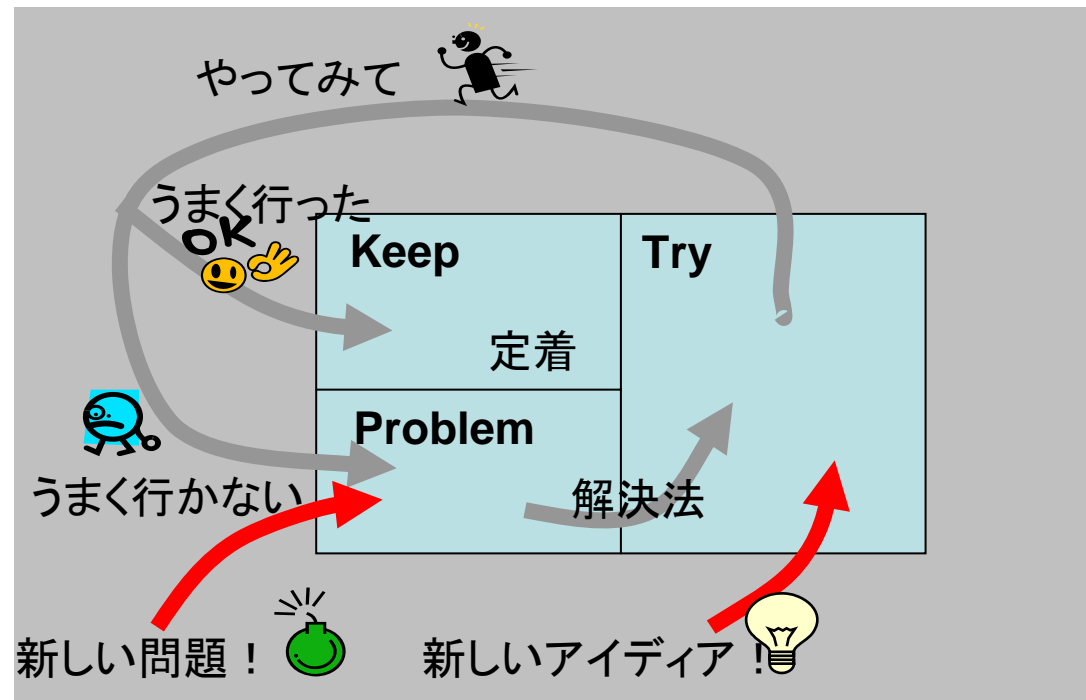 やってみて
うまく行った
OK
Keep
Try
定着
Problem
うまく行かない
解決法
新しい問題！
新しいアイディア！